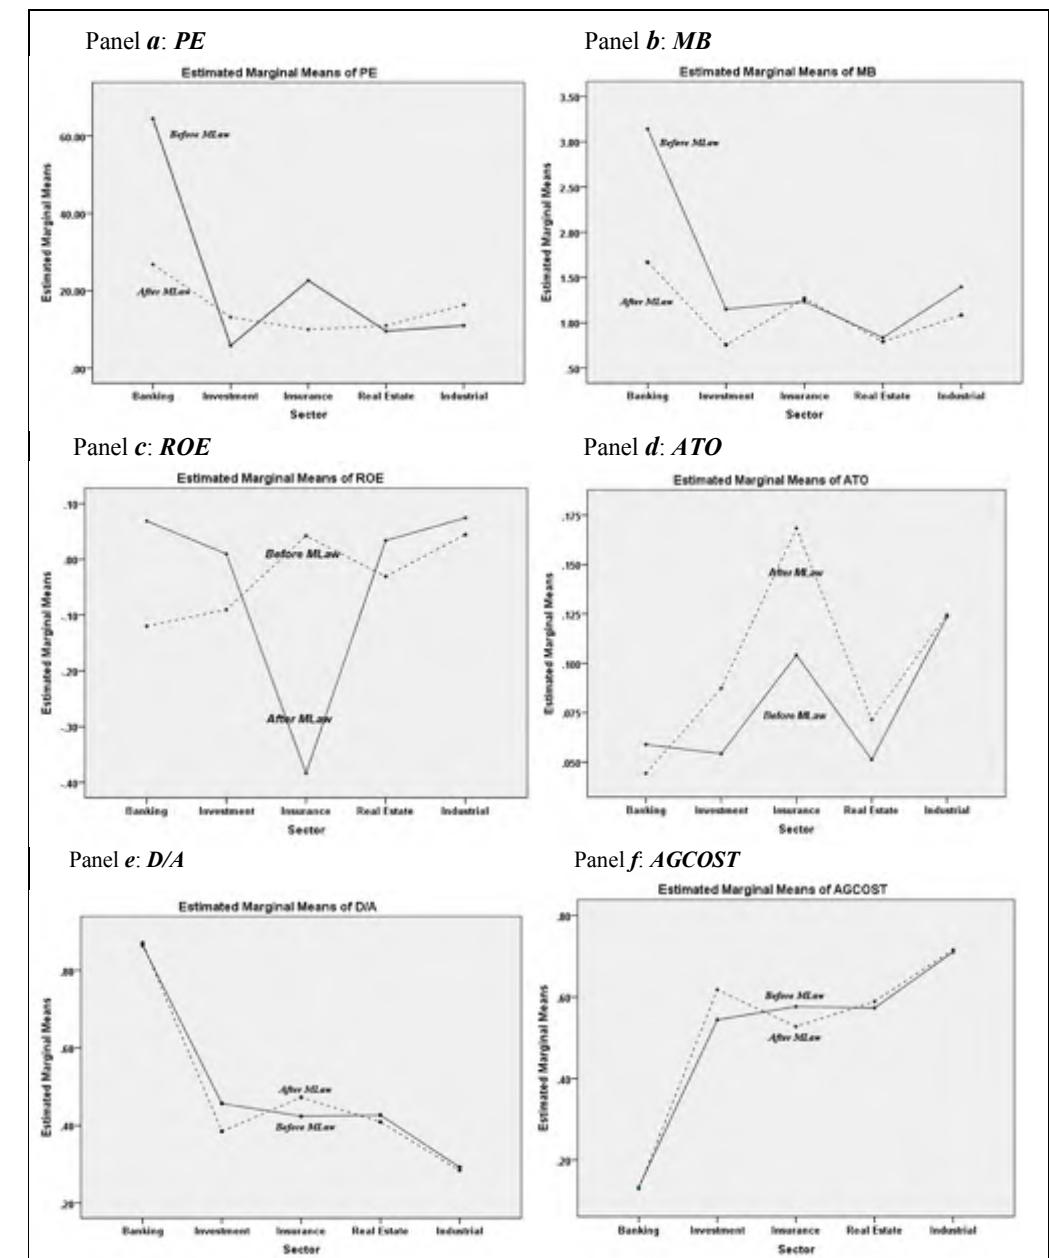 Panel a: PE
Estimated Marginal Means of PE
Estimated Marginal Means
60.00
40.00
20.00
.00
Before MLaw
After MLaw
Banking Investment Insurance Real Estate Industrial
Sector
Panel b: MB
Estimated Marginal Means of MB
Estimated Marginal Means
3.50
3.00
2.50
2.00
1.50
1.00
.50
Before MLaw
After MLaw
Banking Investment Insurance Real Estate Industrial
Sector
Panel c: ROE
Estimated Marginal Means of ROE
Estimated Marginal Means
.10
.00
-.10
-.20
-.30
-.40
Before MLaw
After MLaw
Banking Investment Insurance Real Estate Industrial
Sector
Panel d: ATO
Estimated Marginal Means of ATO
Estimated Marginal Means
.175
.150
.125
.100
.075
.050
After MLaw
Before MLaw
Banking Investment Insurance Real Estate Industrial
Sector
Panel e: D/A
Estimated Marginal Means of D/A
Estimated Marginal Means
.80
.60
.40
.20
After MLaw
Before MLaw
Banking Investment Insurance Real Estate Industrial
Sector
Panel f: AGCOST
Estimated Marginal Means of AGCOST
Estimated Marginal Means
.80
.60
.40
.20
Before MLaw
After MLaw
Banking Investment Insurance Real Estate Industrial
Sector